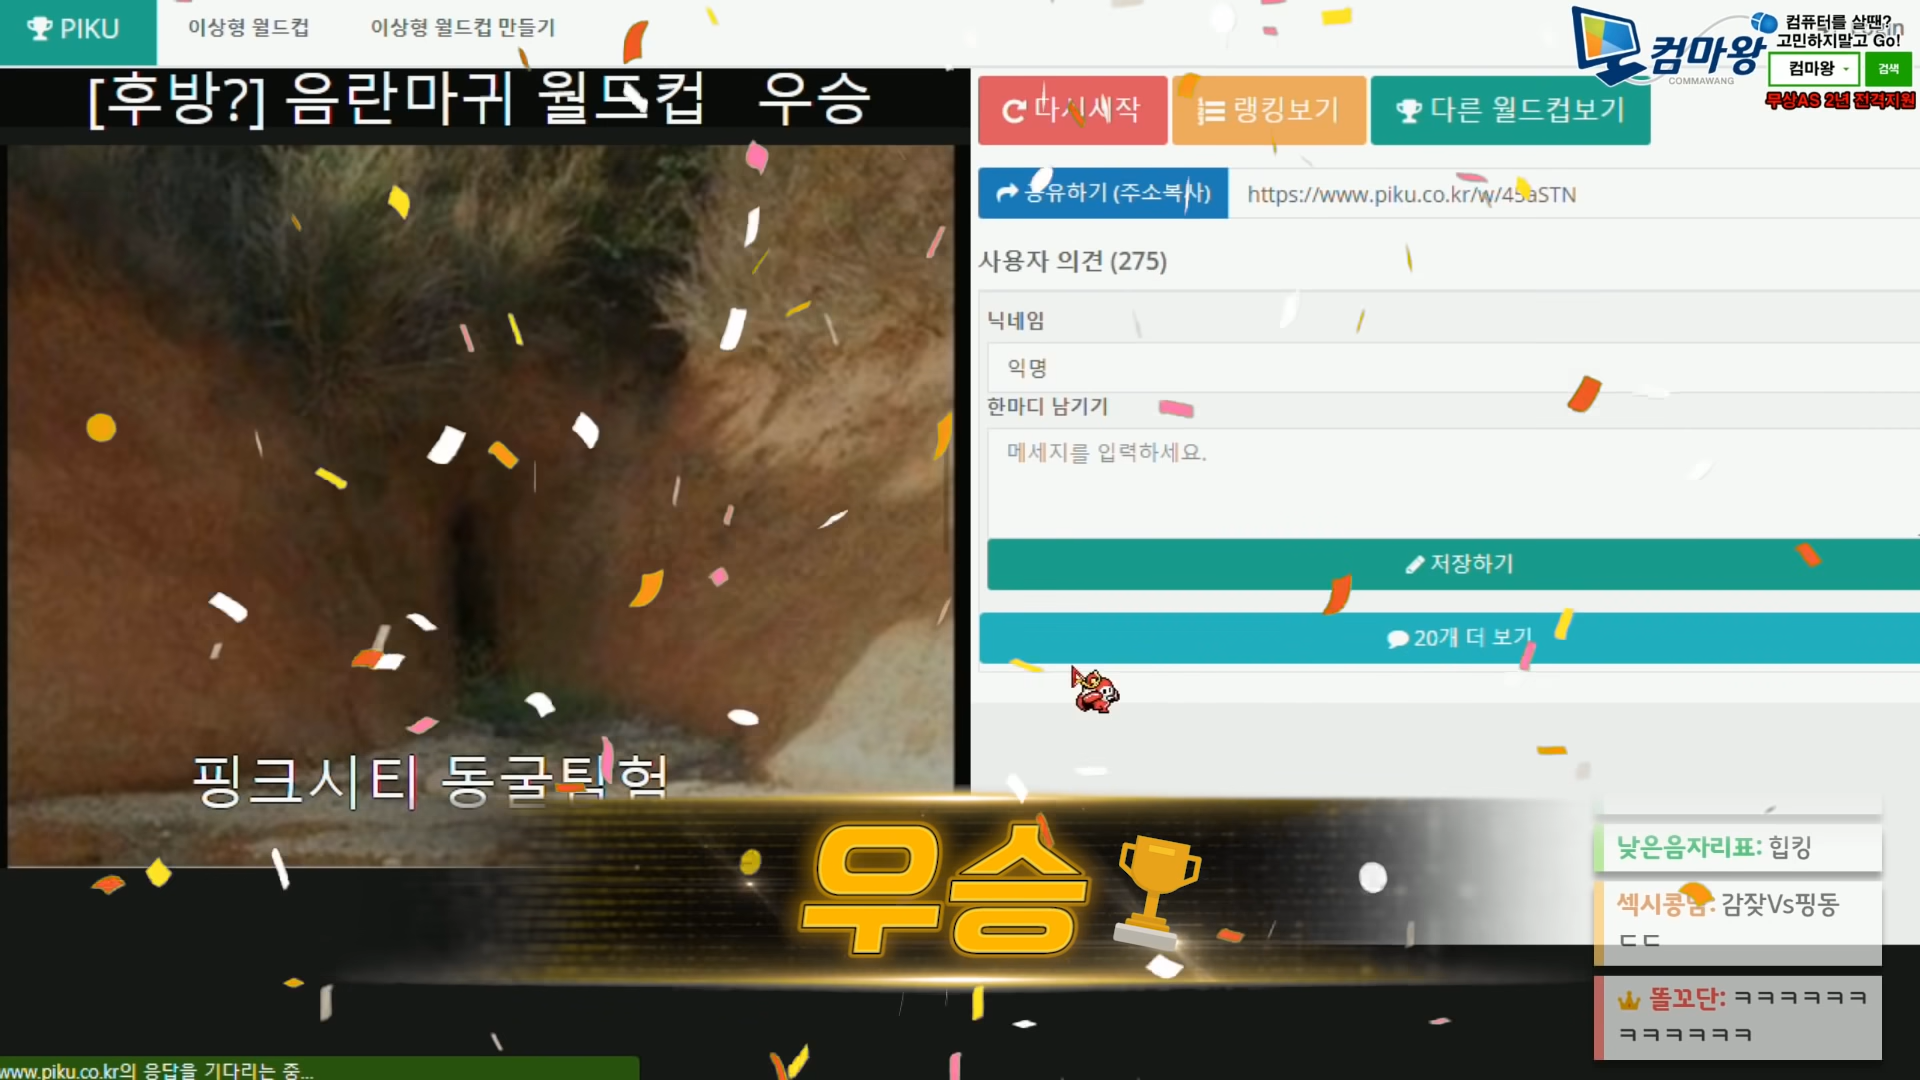 PIKU
이상형 월드컵
이상형 월드컵 만들기
컴마왕
COMMAWANG
컴퓨터를 살땐?
고민하지말고 Go!
컴마왕
검색
무상AS 2년 전격지원
[후방?] 음란마귀 월드컵 우승
다시시작
랭킹보기
다른 월드컵보기
공유하기 (주소복사)
https://www.piku.co.kr/w/45aSTN
사용자 의견 (275)
닉네임
익명
한마디 남기기
메세지를 입력하세요.
저장하기
20개 더 보기
핑크시티 동굴탐험
우승
낮은음자리표: 힙킹
감잦Vs핑동
ㄷㄷ
똘꼬단: ㅋㅋㅋㅋㅋㅋ
ㅋㅋㅋㅋㅋㅋ
www.piku.co.kr의 응답을 기다리는 중...